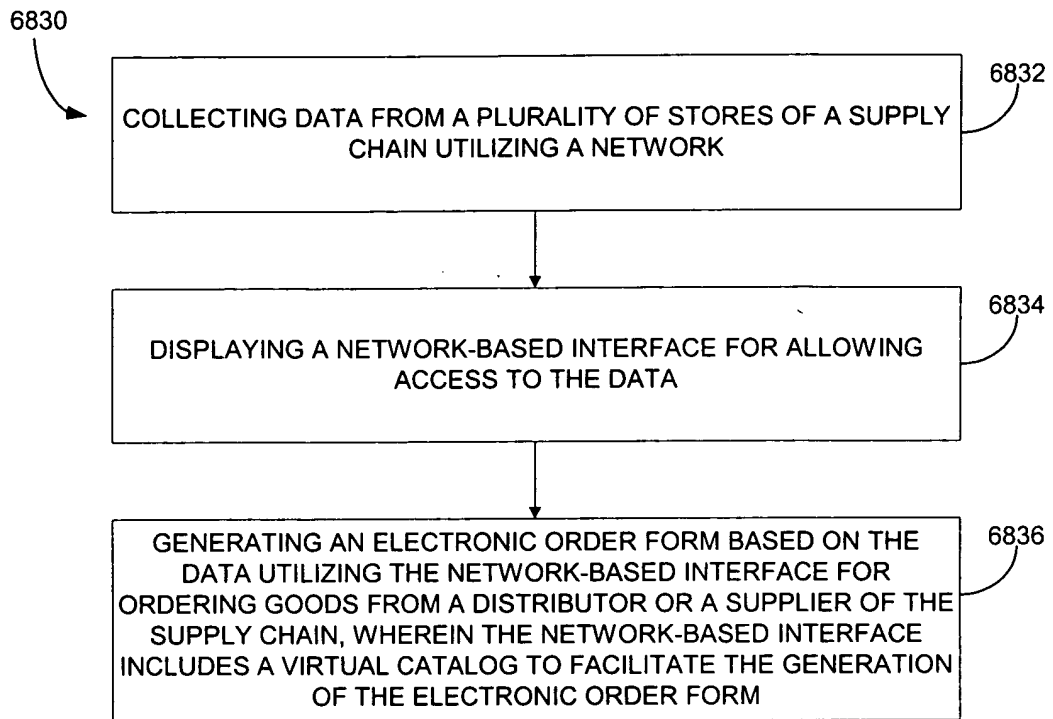 6830
6832
COLLECTING DATA FROM A PLURALITY OF STORES OF A SUPPLY
CHAIN UTILIZING A NETWORK
6834
DISPLAYING A NETWORK-BASED INTERFACE FOR ALLOWING
ACCESS TO THE DATA
6836
GENERATING AN ELECTRONIC ORDER FORM BASED ON THE
DATA UTILIZING THE NETWORK-BASED INTERFACE FOR
ORDERING GOODS FROM A DISTRIBUTOR OR A SUPPLIER OF THE
SUPPLY CHAIN, WHEREIN THE NETWORK-BASED INTERFACE
INCLUDES A VIRTUAL CATALOG TO FACILITATE THE GENERATION
OF THE ELECTRONIC ORDER FORM